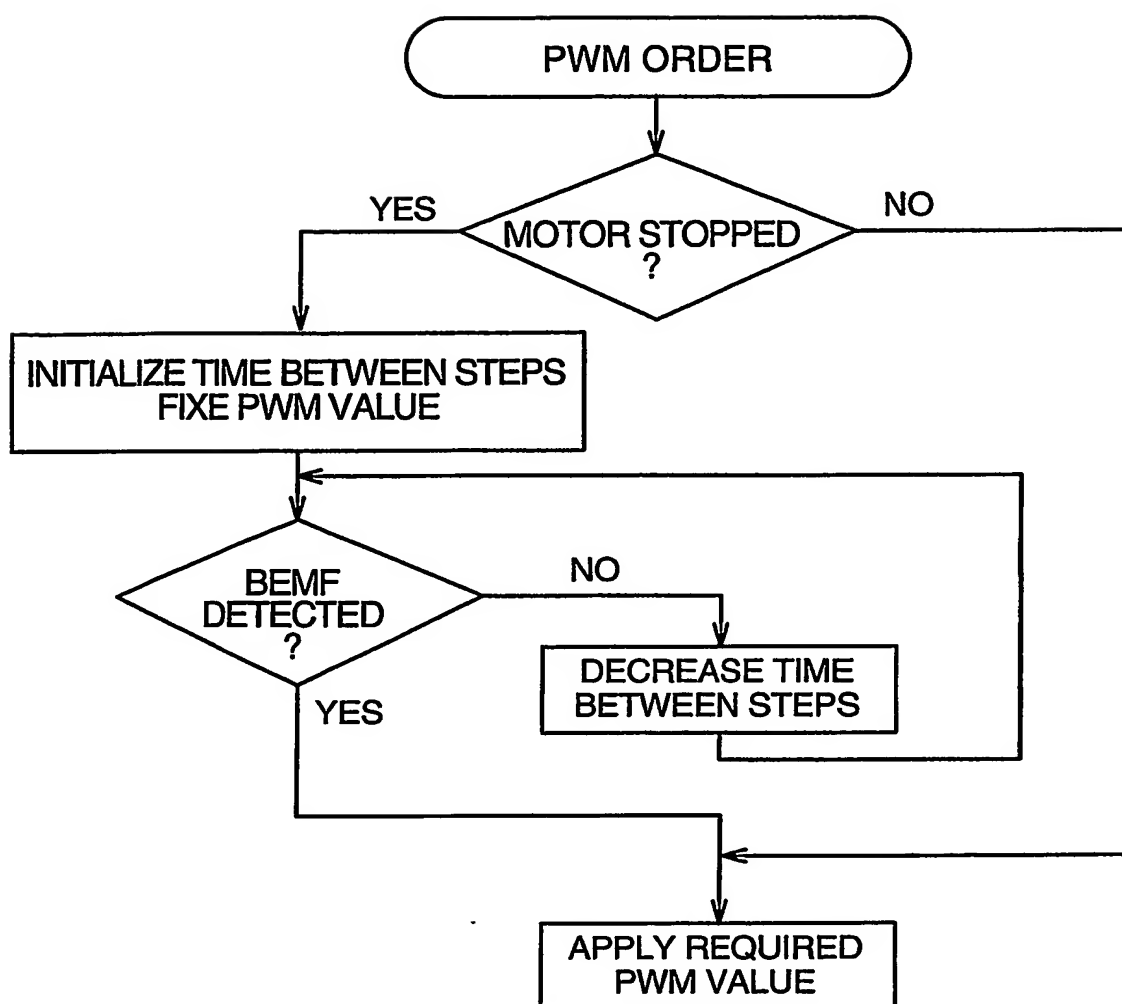 PWM ORDER
YES
NO
MOTOR STOPPED
?
INITIALIZE TIME BETWEEN STEPS
FIXE PWM VALUE
BEMF
DETECTED
?
NO
DECREASE TIME
BETWEEN STEPS
YES
APPLY REQUIRED
PWM VALUE